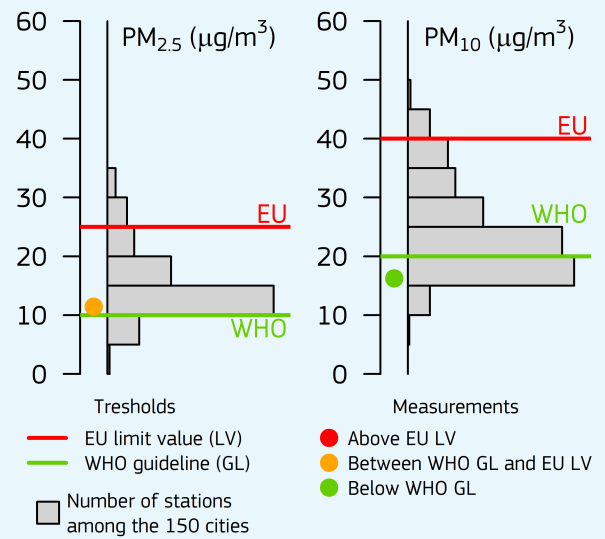 PM2.5 (µg/m³)
60
50
40
30
20
10
0
EU
WHO
PM10 (µg/m³)
60
50
40
30
20
10
0
EU
WHO
Tresholds
EU limit value (LV)
WHO guideline (GL)
Number of stations
among the 150 cities
Measurements
Above EU LV
Between WHO GL and EU LV
Below WHO GL